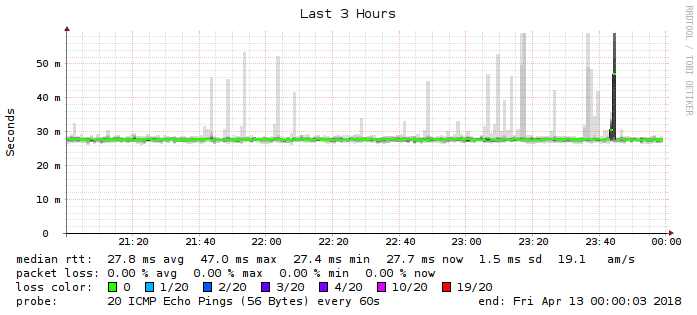 Last 3 Hours
RRDTOOL / TOBI OETIKER
Seconds
50 m
40 m
30 m
20 m
10 m
0
21:20 21:40 22:00 22:20 22:40 23:00 23:20 23:40 00:00
median rtt: 27.8 ms avg 47.0 ms max 27.4 ms min 27.7 ms now 1.5 ms sd 19.1 am/s
packet loss: 0.00 % avg 0.00 % max 0.00 % min 0.00 % now
loss color: 0 1/20 2/20 3/20 4/20 10/20 19/20
probe: 20 ICMP Echo Pings (56 Bytes) every 60s end: Fri Apr 13 00:00:03 2018